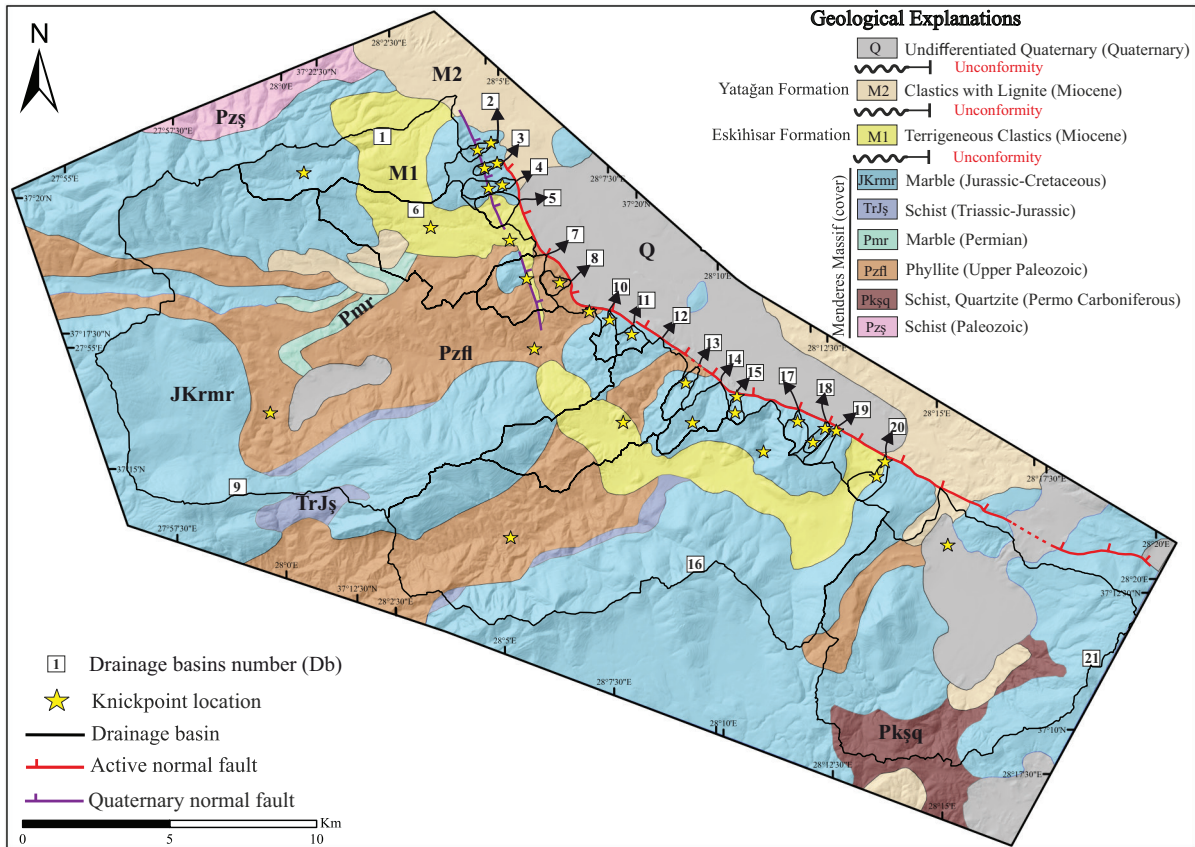 N
Geological Explanations
Q Undifferentiated Quaternary (Quaternary)
Unconformity
Yatağan Formation M2 Clastics with Lignite (Miocene)
Unconformity
Eskihisar Formation M1 Terrigeneous Clastics (Miocene)
Unconformity
Menderes Massif (cover)
JKrmr Marble (Jurassic-Cretaceous)
TrJş Schist (Triassic-Jurassic)
Pmr Marble (Permian)
Pzfl Phyllite (Upper Paleozoic)
Pkşq Schist, Quartzite (Permo Carboniferous)
Pzş Schist (Paleozoic)
28°2'30"E
37°22'30"N
28°0'E
27°57'30"E
27°55'E
37°20'N
28°5'E
28°7'30"E
37°20'N
28°10'E
28°12'30"E
28°15'E
28°17'30"E
28°20'E
M2
Pzş
M1
Q
Pmr
Pzfl
JKrmr
TrJş
Pkşq
1
2
3
4
5
6
7
8
9
10
11
12
13
14
15
16
17
18
19
20
21
37°17'30"N
27°55'E
37°15'N
27°57'30"E
28°0'E
37°12'30"N
28°2'30"E
28°5'E
28°7'30"E
28°10'E
28°12'30"E
28°15'E
28°17'30"E
37°10'N
37°12'30"N
28°20'E
1 Drainage basins number (Db)
Knickpoint location
Drainage basin
Active normal fault
Quaternary normal fault
Km
0 5 10